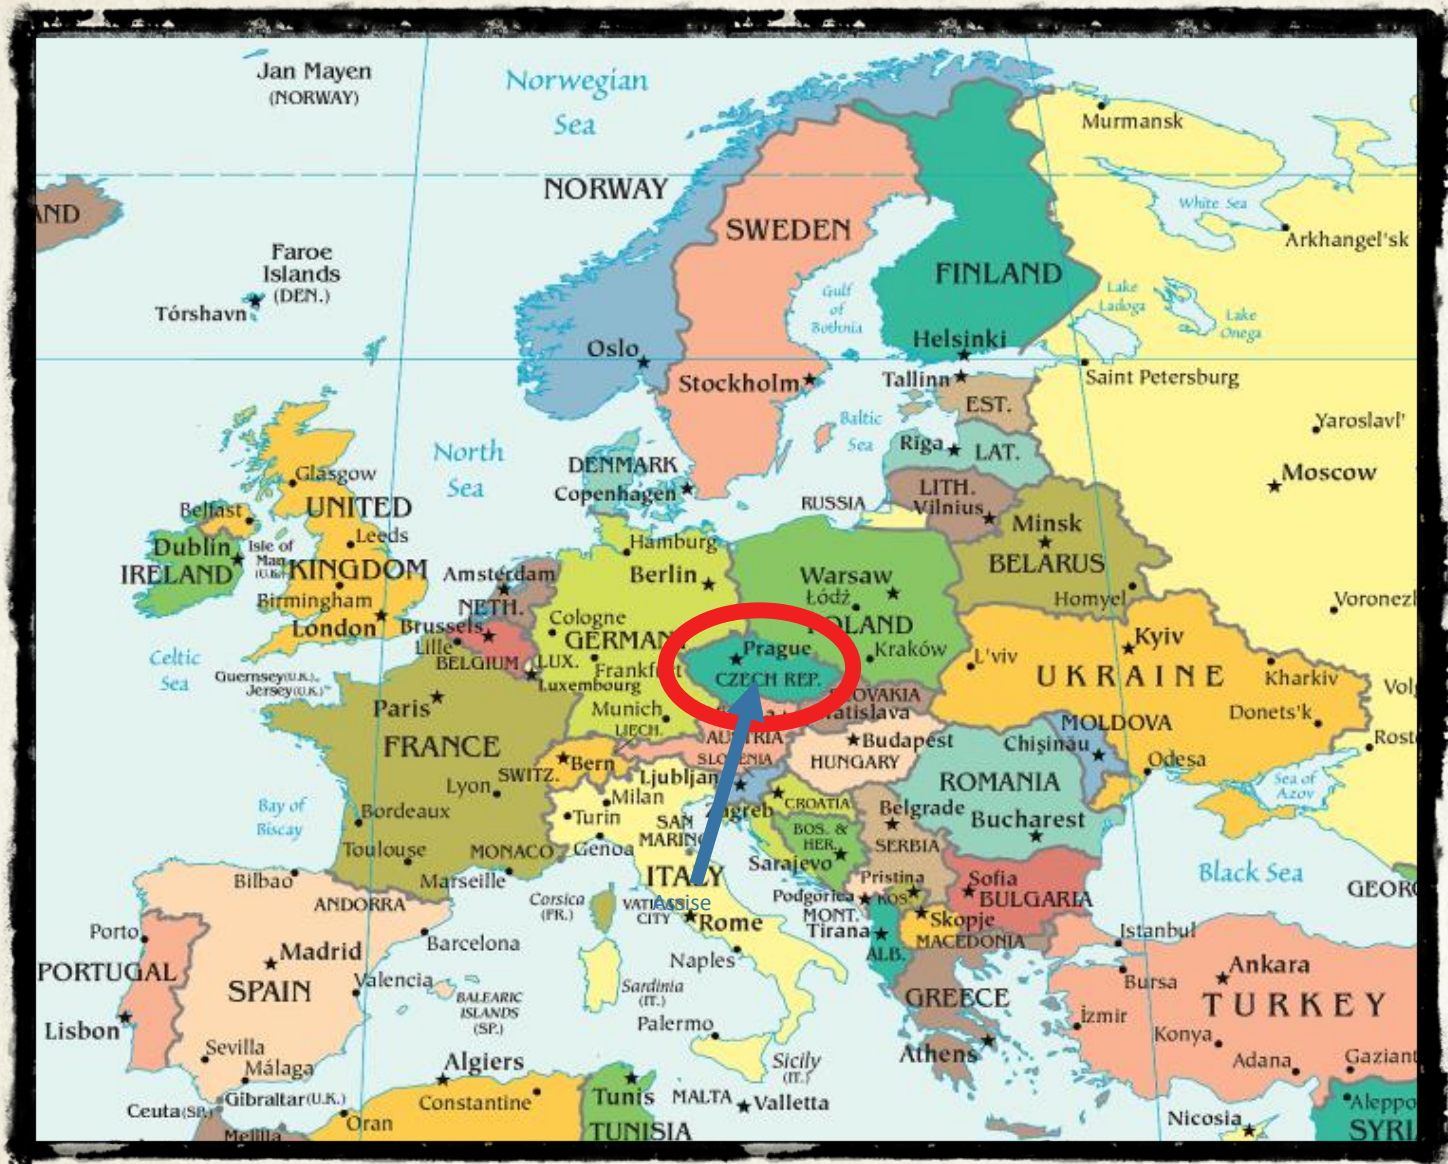 Jan Mayen
(NORWAY)
Norwegian
Sea
Murmansk
NORWAY
White Sea
AND
SWEDEN
Arkhangel'sk
Faroe
Islands
(DEN.)
Tórshavn
FINLAND
Gulf
of
Bothnia
Lake
Ladoga
Lake
Onega
Helsinki
Oslo
Stockholm
Tallinn
Saint Petersburg
EST.
Baltic
Sea
Yaroslavl'
North
Sea
Riga
LAT.
DENMARK
Copenhagen
Moscow
Glasgow
UNITED
KINGDOM
RUSSIA
LITH.
Vilnius
Belfast
Minsk
BELARUS
Leeds
Dublin
IRELAND
Isle of
Man
(U.K.)
Hamburg
Amsterdam
Berlin
Warsaw
Łódź
NETH.
Birmingham
Homyel
London
Brussels
Cologne
GERMAN
POLAND
Kyiv
Lille
BELGIUM
LUX.
Prague
Kraków
L'viv
Celtic
Sea
Guernsey(U.K.)
Jersey(U.K.)
Luxembourg
CZECH REP.
UKRAINE
Kharkiv
Paris
Munich
LIECH.
SLOVAKIA
Donets'k
MOLDOVA
FRANCE
AUSTRIA
Budapest
HUNGARY
Chișinău
Odesa
SWITZ.
Bern
SLOVENIA
Lyon
ROMANIA
Sea of
Azov
Milan
CROATIA
Bay of
Biscay
Bordeaux
Turin
Zagreb
Belgrade
Bucharest
SAN
MARINO
BOS. &
HER.
SERBIA
Toulouse
MONACO
Genoa
Sarajevo
Black Sea
Bilbao
Marseille
ITALY
Pristina
KOS.
Sofia
BULGARIA
ANDORRA
Corsica
(FR.)
CITY
Assise
Podgorica
MONT.
Rome
Skopje
Porto
Barcelona
Tirana
MACEDONIA
Istanbul
Madrid
Naples
ALB.
Ankara
PORTUGAL
SPAIN
Valencia
BALEARIC
ISLANDS
(SP.)
Sardinia
(IT.)
GREECE
Bursa
TURKEY
Lisbon
Palermo
İzmir
Konya
Sevilla
Málaga
Algiers
Sicily
(IT.)
Athens
Adana
Gibraltar(U.K.)
Ceuta(SP.)
Constantine
Tunis
MALTA
Valletta
Oran
Melilla
TUNISIA
Nicosia
Aleppo